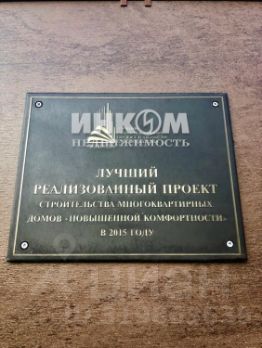 ИНКОМ
НЕДВИЖИМОСТЬ
ЛУЧШИЙ
РЕАЛИЗОВАННЫЙ ПРОЕКТ
СТРОИТЕЛЬСТВА МНОГОКВАРТИРНЫХ
ДОМОВ «ПОВЫШЕННОЙ КОМФОРТНОСТИ»
В 2015 ГОДУ